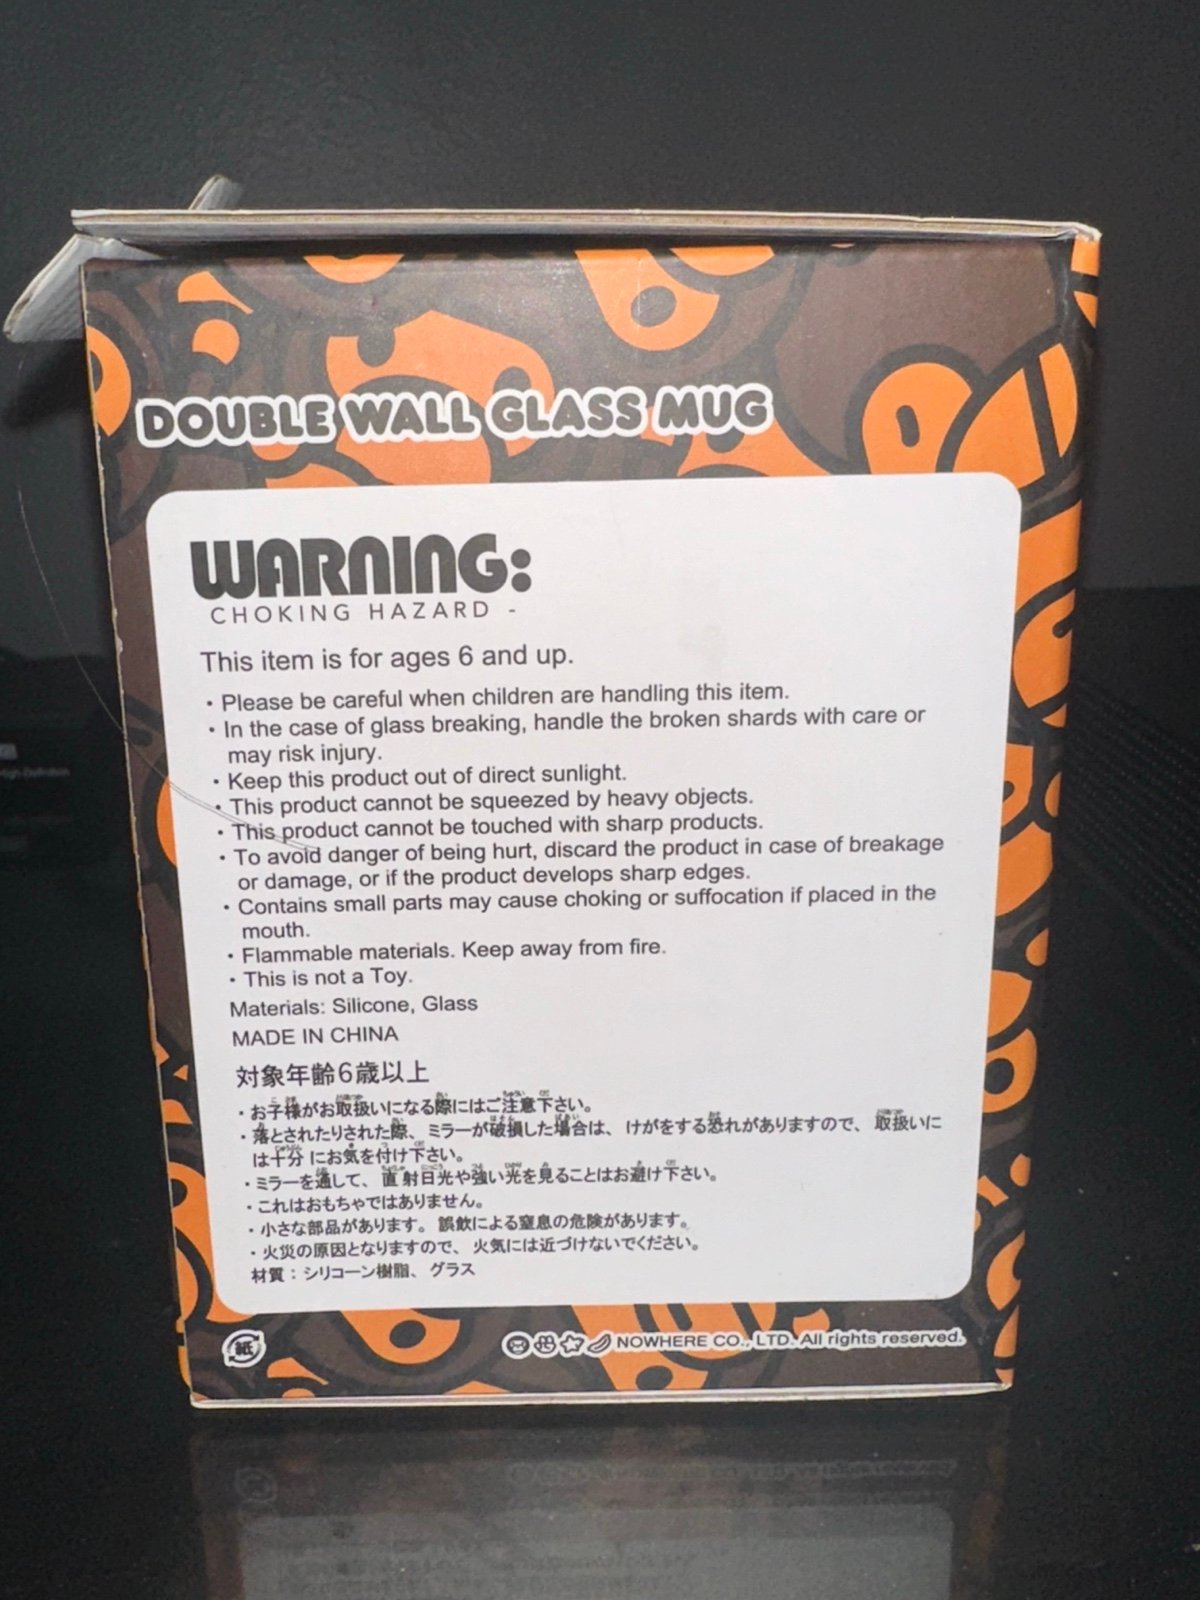 DOUBLE WALL GLASS MUG
WARNING:
CHOKING HAZARD -
This item is for ages 6 and up.
・Please be careful when children are handling this item.
・In the case of glass breaking, handle the broken shards with care or
may risk injury.
・Keep this product out of direct sunlight.
・This product cannot be squeezed by heavy objects.
・This product cannot be touched with sharp products.
・To avoid danger of being hurt, discard the product in case of breakage
or damage, or if the product develops sharp edges.
・Contains small parts may cause choking or suffocation if placed in the
mouth.
・Flammable materials. Keep away from fire.
・This is not a Toy.
Materials: Silicone, Glass
MADE IN CHINA
対象年齢6歳以上
・お子様がお取扱いになる際にはご注意下さい。
・落とされたりされた際、ミラーが破損した場合は、けがをする恐れがありますので、取扱いに
は十分にお気を付け下さい。
・ミラーを通して、直射日光や強い光を見ることはお避け下さい。
・これはおもちゃではありません。
・小さな部品があります。誤飲による窒息の危険があります。
・火災の原因となりますので、火気には近づけないでください。
材質：シリコーン樹脂、グラス
紙
NOWHERE CO., LTD. All rights reserved.